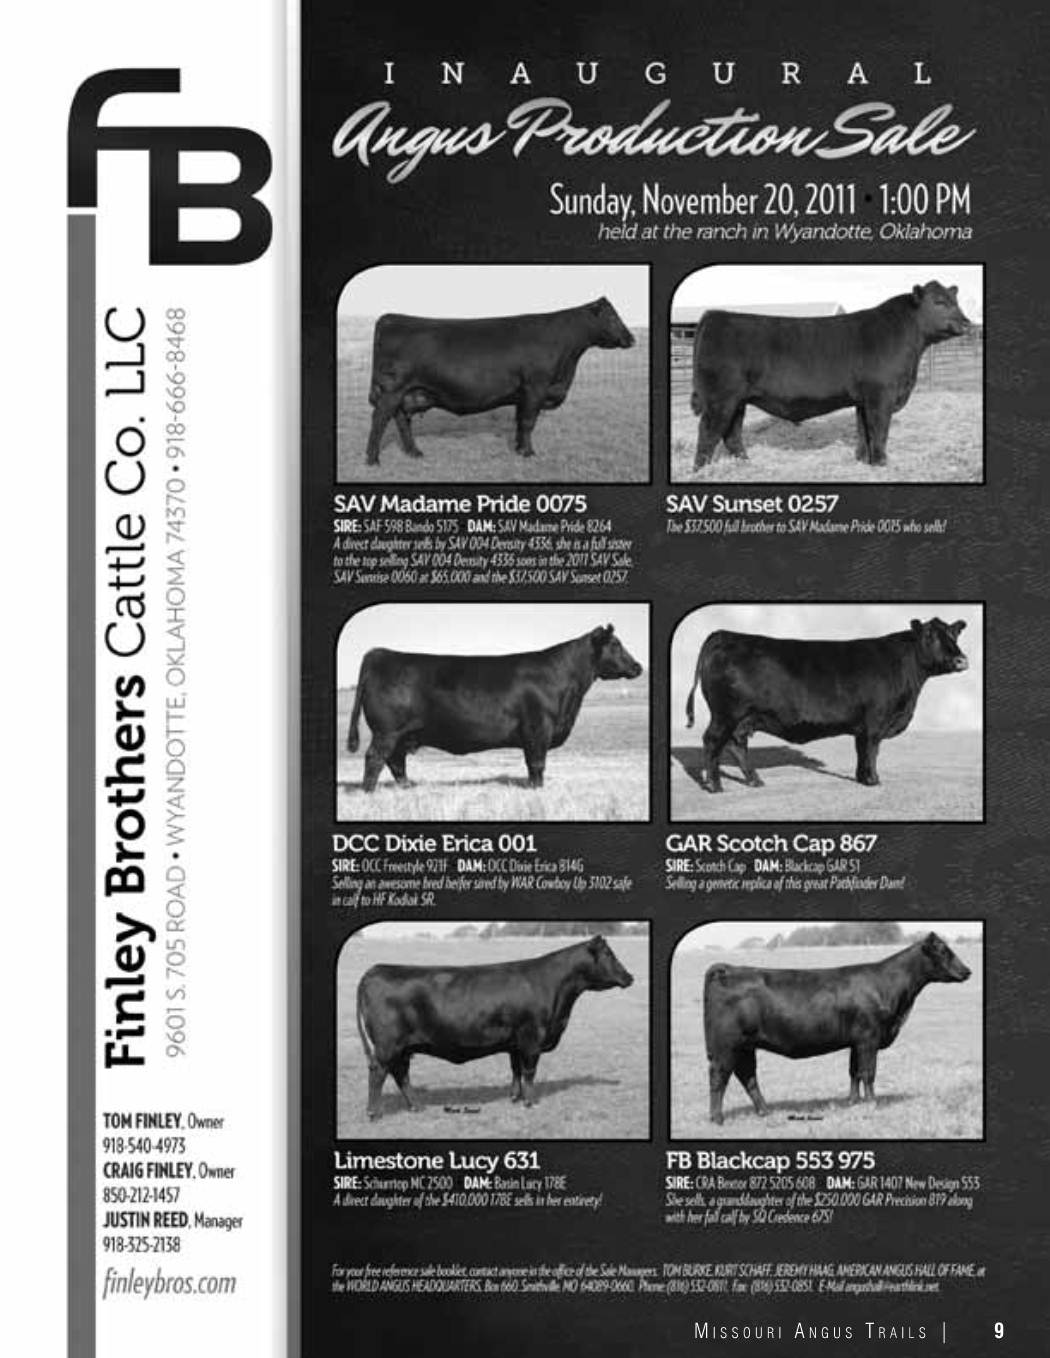 FB
Finley Brothers Cattle Co. LLC
9601 S. 705 ROAD • WYANDOTTE, OKLAHOMA 74370 • 918-666-8468
TOM FINLEY, Owner
918-540-4973
CRAIG FINLEY, Owner
850-212-1457
JUSTIN REED, Manager
918-325-2138
finleybros.com
INAUGURAL
Angus Production Sale
Sunday, November 20, 2011 • 1:00 PM
held at the ranch in Wyandotte, Oklahoma
SAV Madame Pride 0075
SIRE: SAF 598 Bando 5175 DAM: SAV Madame Pride 8264
A direct daughter sells by SAV 004 Density 4336, she is a full sister
to the top selling SAV 004 Density 4336 sons in the 2011 SAV Sale,
SAV Sunrise 0060 at $65,000 and the $37,500 SAV Sunset 0257.
SAV Sunset 0257
The $37,500 full brother to SAV Madame Pride 0075 who sells!
DCC Dixie Erica 001
SIRE: OCC Freestyle 921F DAM: OCC Dixie Erica 814G
Selling an awesome bred heifer sired by WAR Cowboy Up 3102 safe
in calf to HF Kodiak 5R.
GAR Scotch Cap 867
SIRE: Scotch Cap DAM: Blackcap GAR 51
Selling a genetic replica of this great Pathfinder Dam!
Limestone Lucy 631
SIRE: Schurrtop MC 2500 DAM: Basin Lucy 178E
A direct daughter of the $410,000 178E sells in her entirety!
FB Blackcap 553 975
SIRE: CRA Bextor 872 5205 608 DAM: GAR 1407 New Design 553
She sells, a granddaughter of the $250,000 GAR Precision 819 along
with her fall calf by SQ Credence 67S!
For your free reference sale booklet, contact anyone in the office of the Sale Managers, TOM BURKE, KURT SCHAFF, JEREMY HAAG, AMERICAN ANGUS HALL OF FAME, at
the WORLD ANGUS HEADQUARTERS, Box 660, Smithville, MO 64089-0660. Phone: (816) 532-0811, Fax: (816) 532-0851. E-Mail angushall@earthlink.net
MISSOURI ANGUS TRAILS | 9